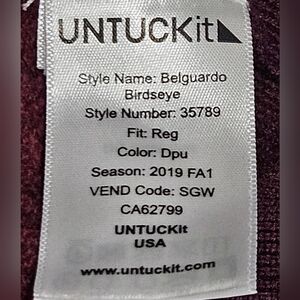 UNTUCKit
Style Name: Belguardo
Birdseye
Style Number: 35789
Fit: Reg
Color: Dpu
Season: 2019 FA1
VEND Code: SGW
CA62799
UNTUCKit
USA
www.untuckit.com